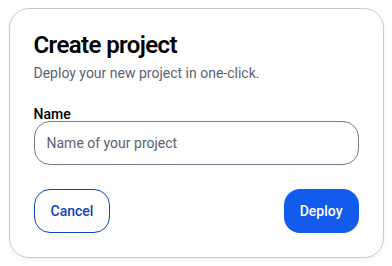 Create project
Deploy your new project in one-click.
Name
Name of your project
Cancel
Deploy